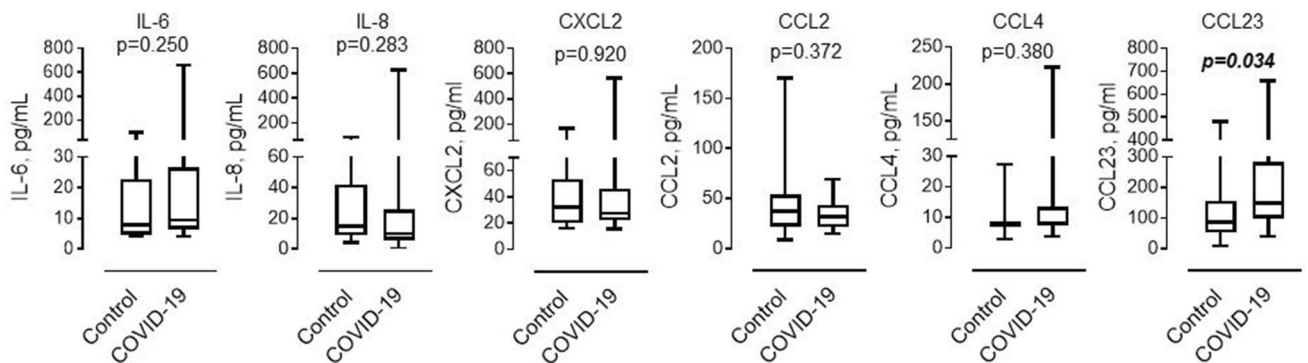 IL-6
p=0.250
IL-6, pg/mL
800
600
400
200
30
20
10
0
Control
COVID-19
IL-8
p=0.283
IL-8, pg/mL
800
600
400
200
60
40
20
0
Control
COVID-19
CXCL2
p=0.920
CXCL2, pg/ml
800
600
400
200
60
40
20
0
Control
COVID-19
CCL2
p=0.372
CCL2, pg/ml
200
150
100
50
0
Control
COVID-19
CCL4
p=0.380
CCL4, pg/ml
250
200
150
30
20
10
0
Control
COVID-19
CCL23
p=0.034
CCL23, pg/ml
800
700
600
500
400
300
200
100
0
Control
COVID-19